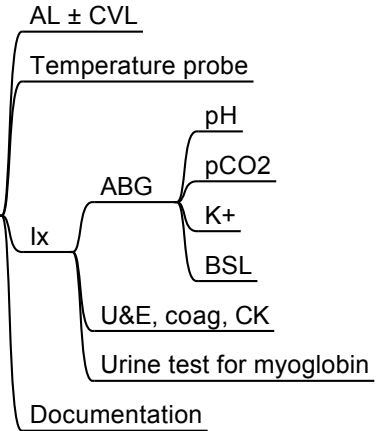 AL ± CVL
Temperature probe
Ix
ABG
pH
pCO2
K+
BSL
U&E, coag, CK
Urine test for myoglobin
Documentation